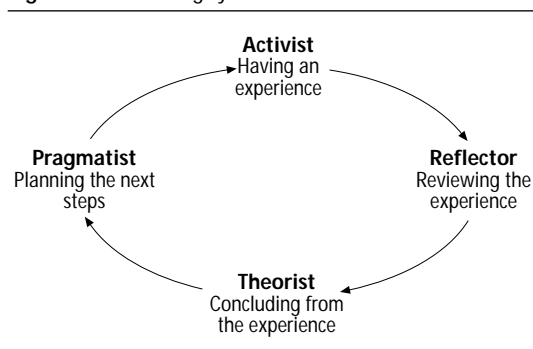 Activist
Having an
experience
Pragmatist
Planning the next
steps
Reflector
Reviewing the
experience
Theorist
Concluding from
the experience